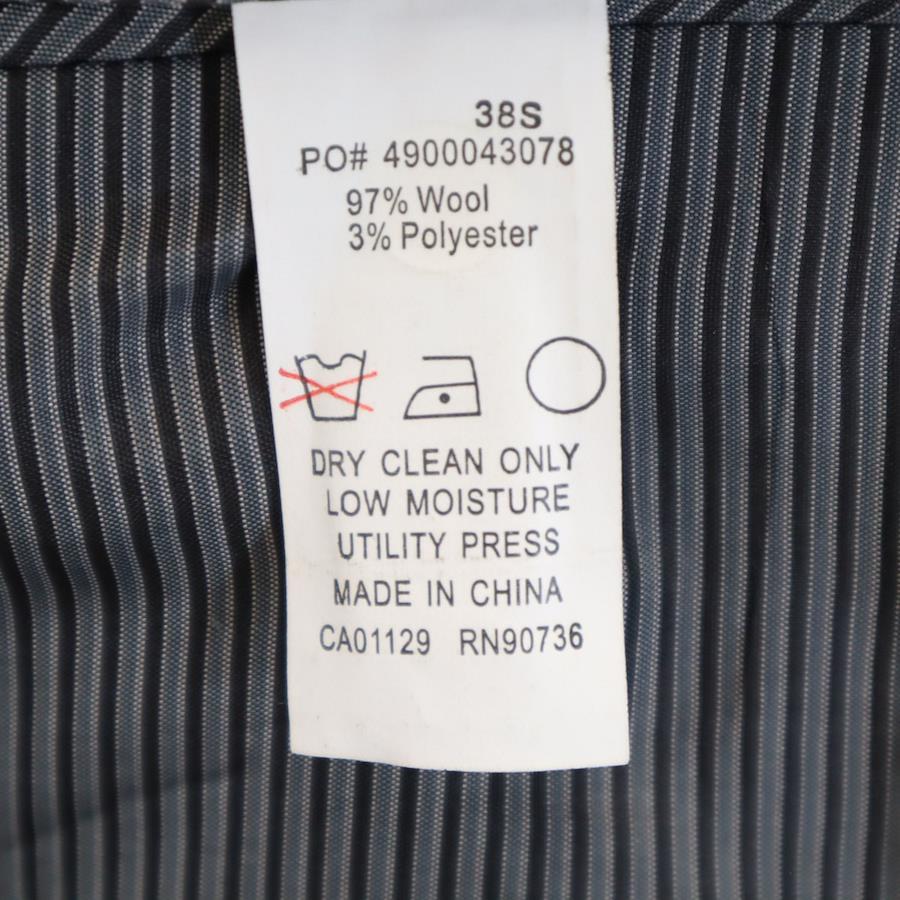 38S
PO# 4900043078
97% Wool
3% Polyester
DRY CLEAN ONLY
LOW MOISTURE
UTILITY PRESS
MADE IN CHINA
CA01129 RN90736